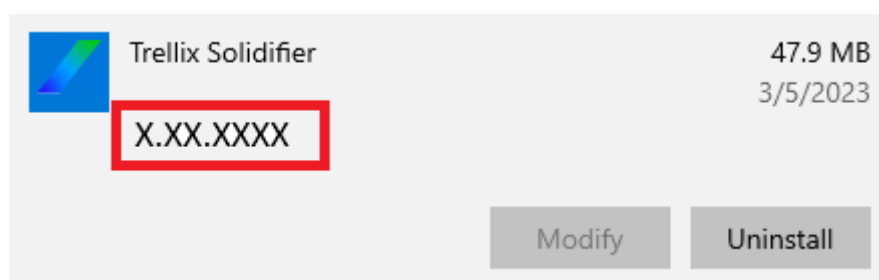 Trellix Solidifier
47.9 MB
3/5/2023
X.XX.XXXX
Modify
Uninstall